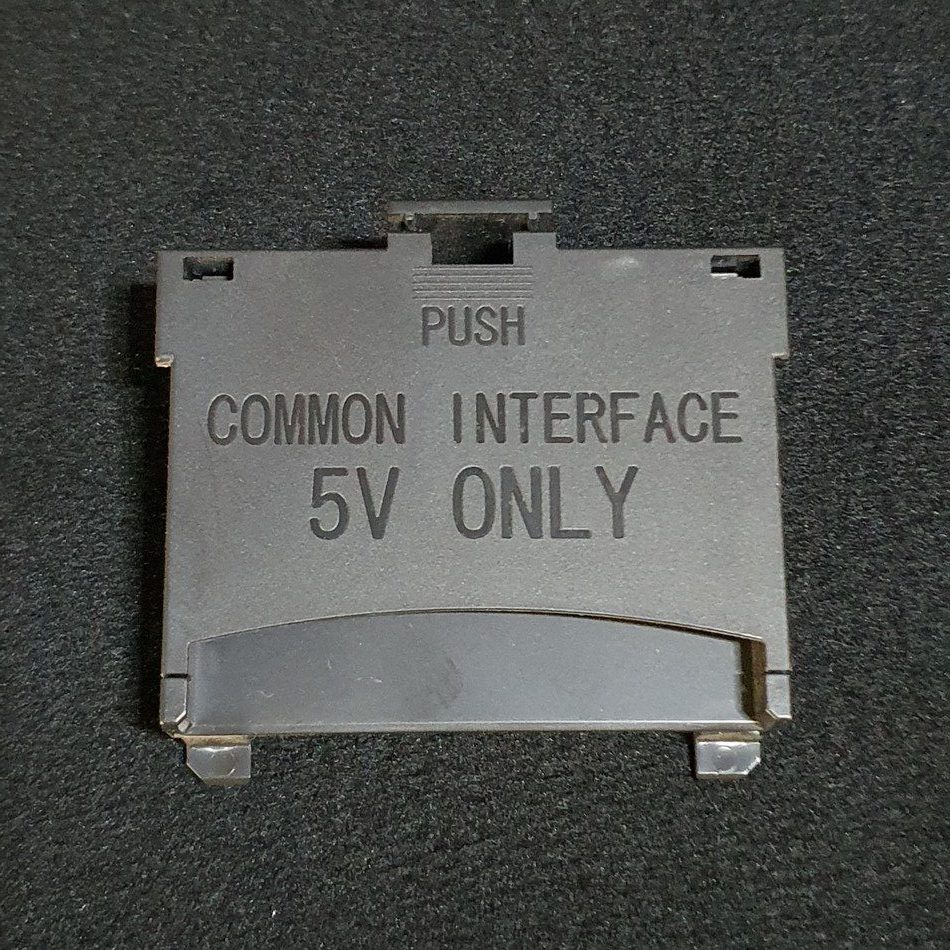 PUSH
COMMON INTERFACE
5V ONLY